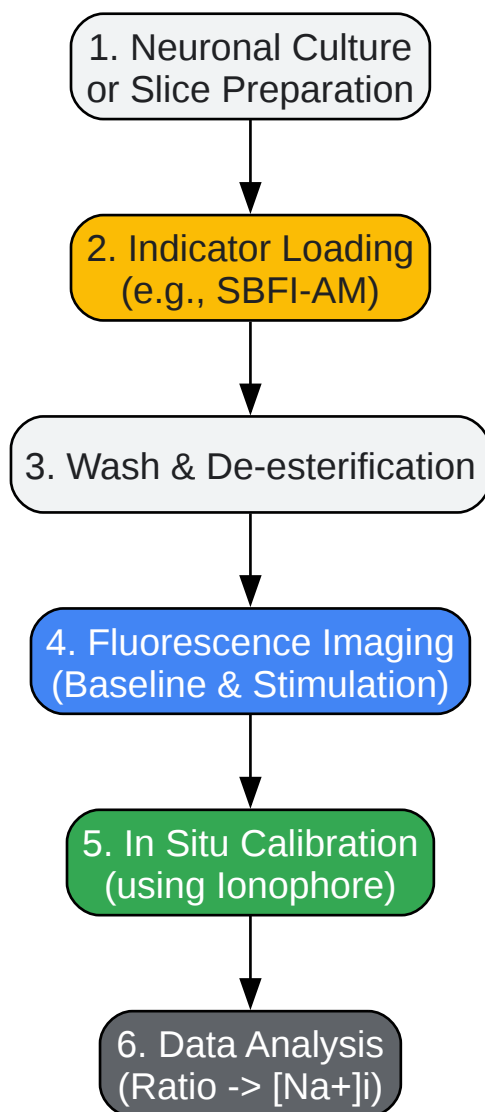 1. Neuronal Culture
or Slice Preparation
2. Indicator Loading
(e.g., SBFI-AM)
3. Wash & De-esterification
4. Fluorescence Imaging
(Baseline & Stimulation)
5. In Situ Calibration
(using Ionophore)
6. Data Analysis
(Ratio -> [Na+]i)